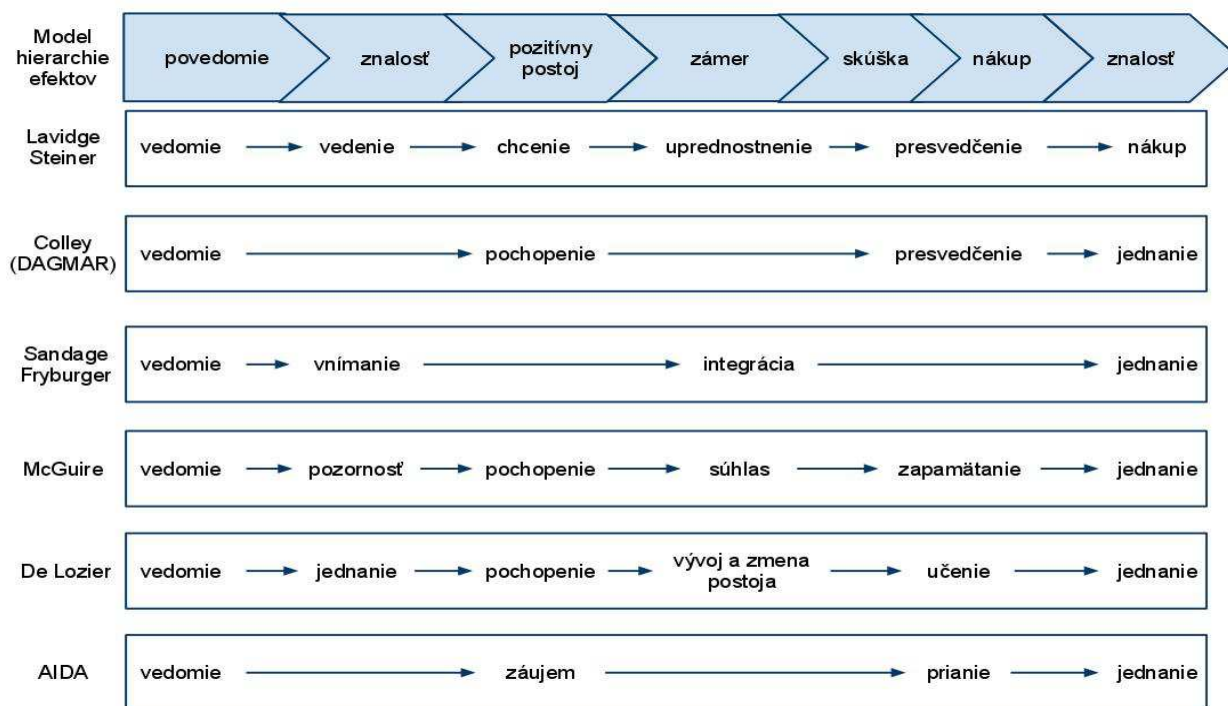 Model
hierarchie
efektov
povedomie
znalosť
pozitívny
postoj
zámer
skúška
nákup
znalosť
Lavidge
Steiner
vedomie vedenie chcenie uprednostnenie presvedčenie nákup
Colley
(DAGMAR)
vedomie pochopenie presvedčenie jednanie
Sandage
Fryburger
vedomie vnímanie integrácia jednanie
McGuire
vedomie pozornosť pochopenie súhlas zapamätanie jednanie
De Lozier
vedomie jednanie pochopenie
vývoj a zmena
postoja
učenie jednanie
AIDA
vedomie záujem prianie jednanie